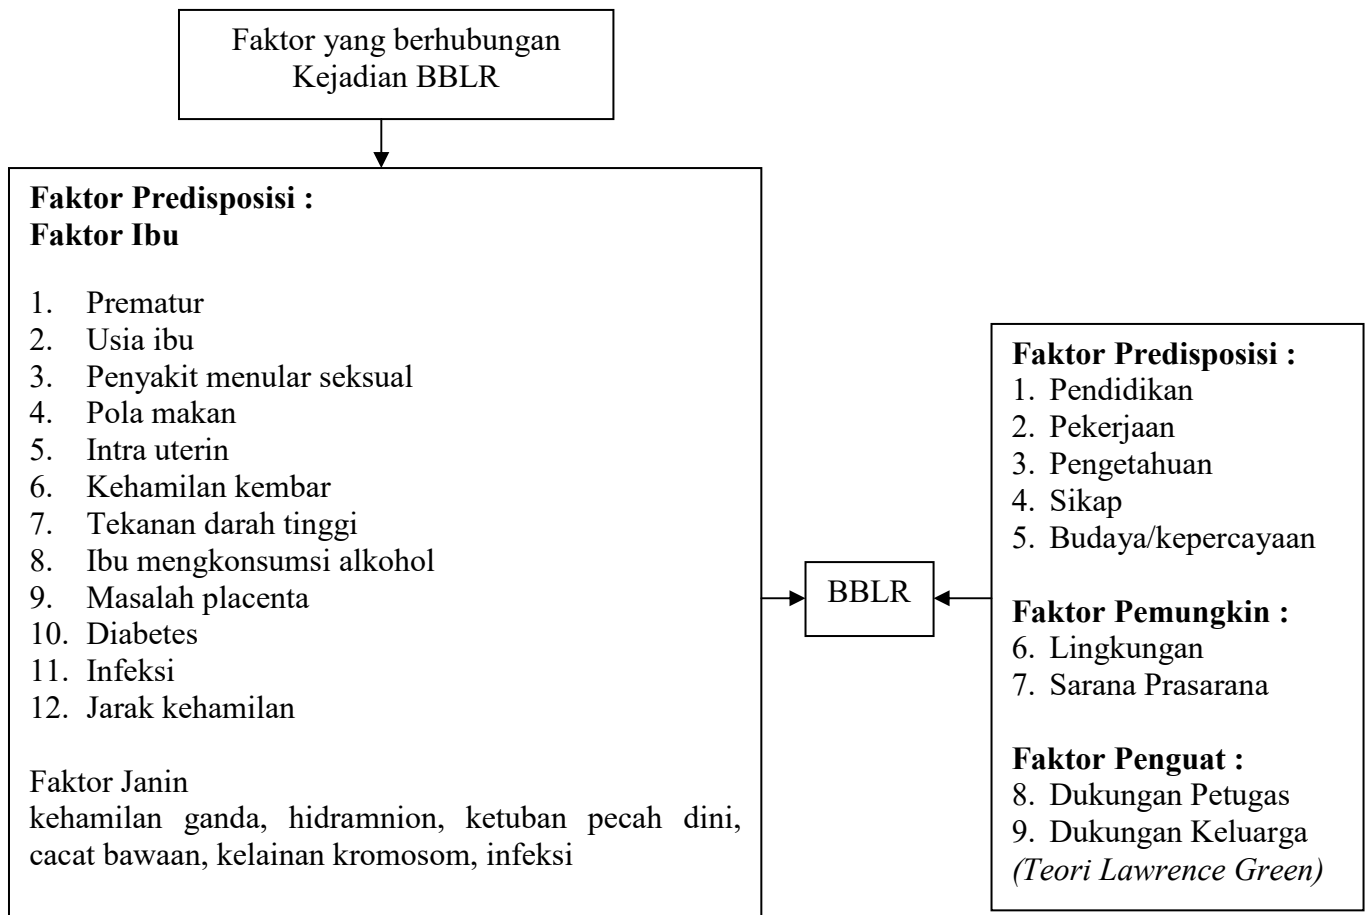 Faktor yang berhubungan
Kejadian BBLR
Faktor Predisposisi :
Faktor Ibu
1. Prematur
2. Usia ibu
3. Penyakit menular seksual
4. Pola makan
5. Intra uterin
6. Kehamilan kembar
7. Tekanan darah tinggi
8. Ibu mengkonsumsi alkohol
9. Masalah placenta
10. Diabetes
11. Infeksi
12. Jarak kehamilan
Faktor Janin
kehamilan ganda, hidramnion, ketuban pecah dini,
cacat bawaan, kelainan kromosom, infeksi
BBLR
Faktor Predisposisi :
1. Pendidikan
2. Pekerjaan
3. Pengetahuan
4. Sikap
5. Budaya/kepercayaan
Faktor Pemungkin :
6. Lingkungan
7. Sarana Prasarana
Faktor Penguat :
8. Dukungan Petugas
9. Dukungan Keluarga
(Teori Lawrence Green)